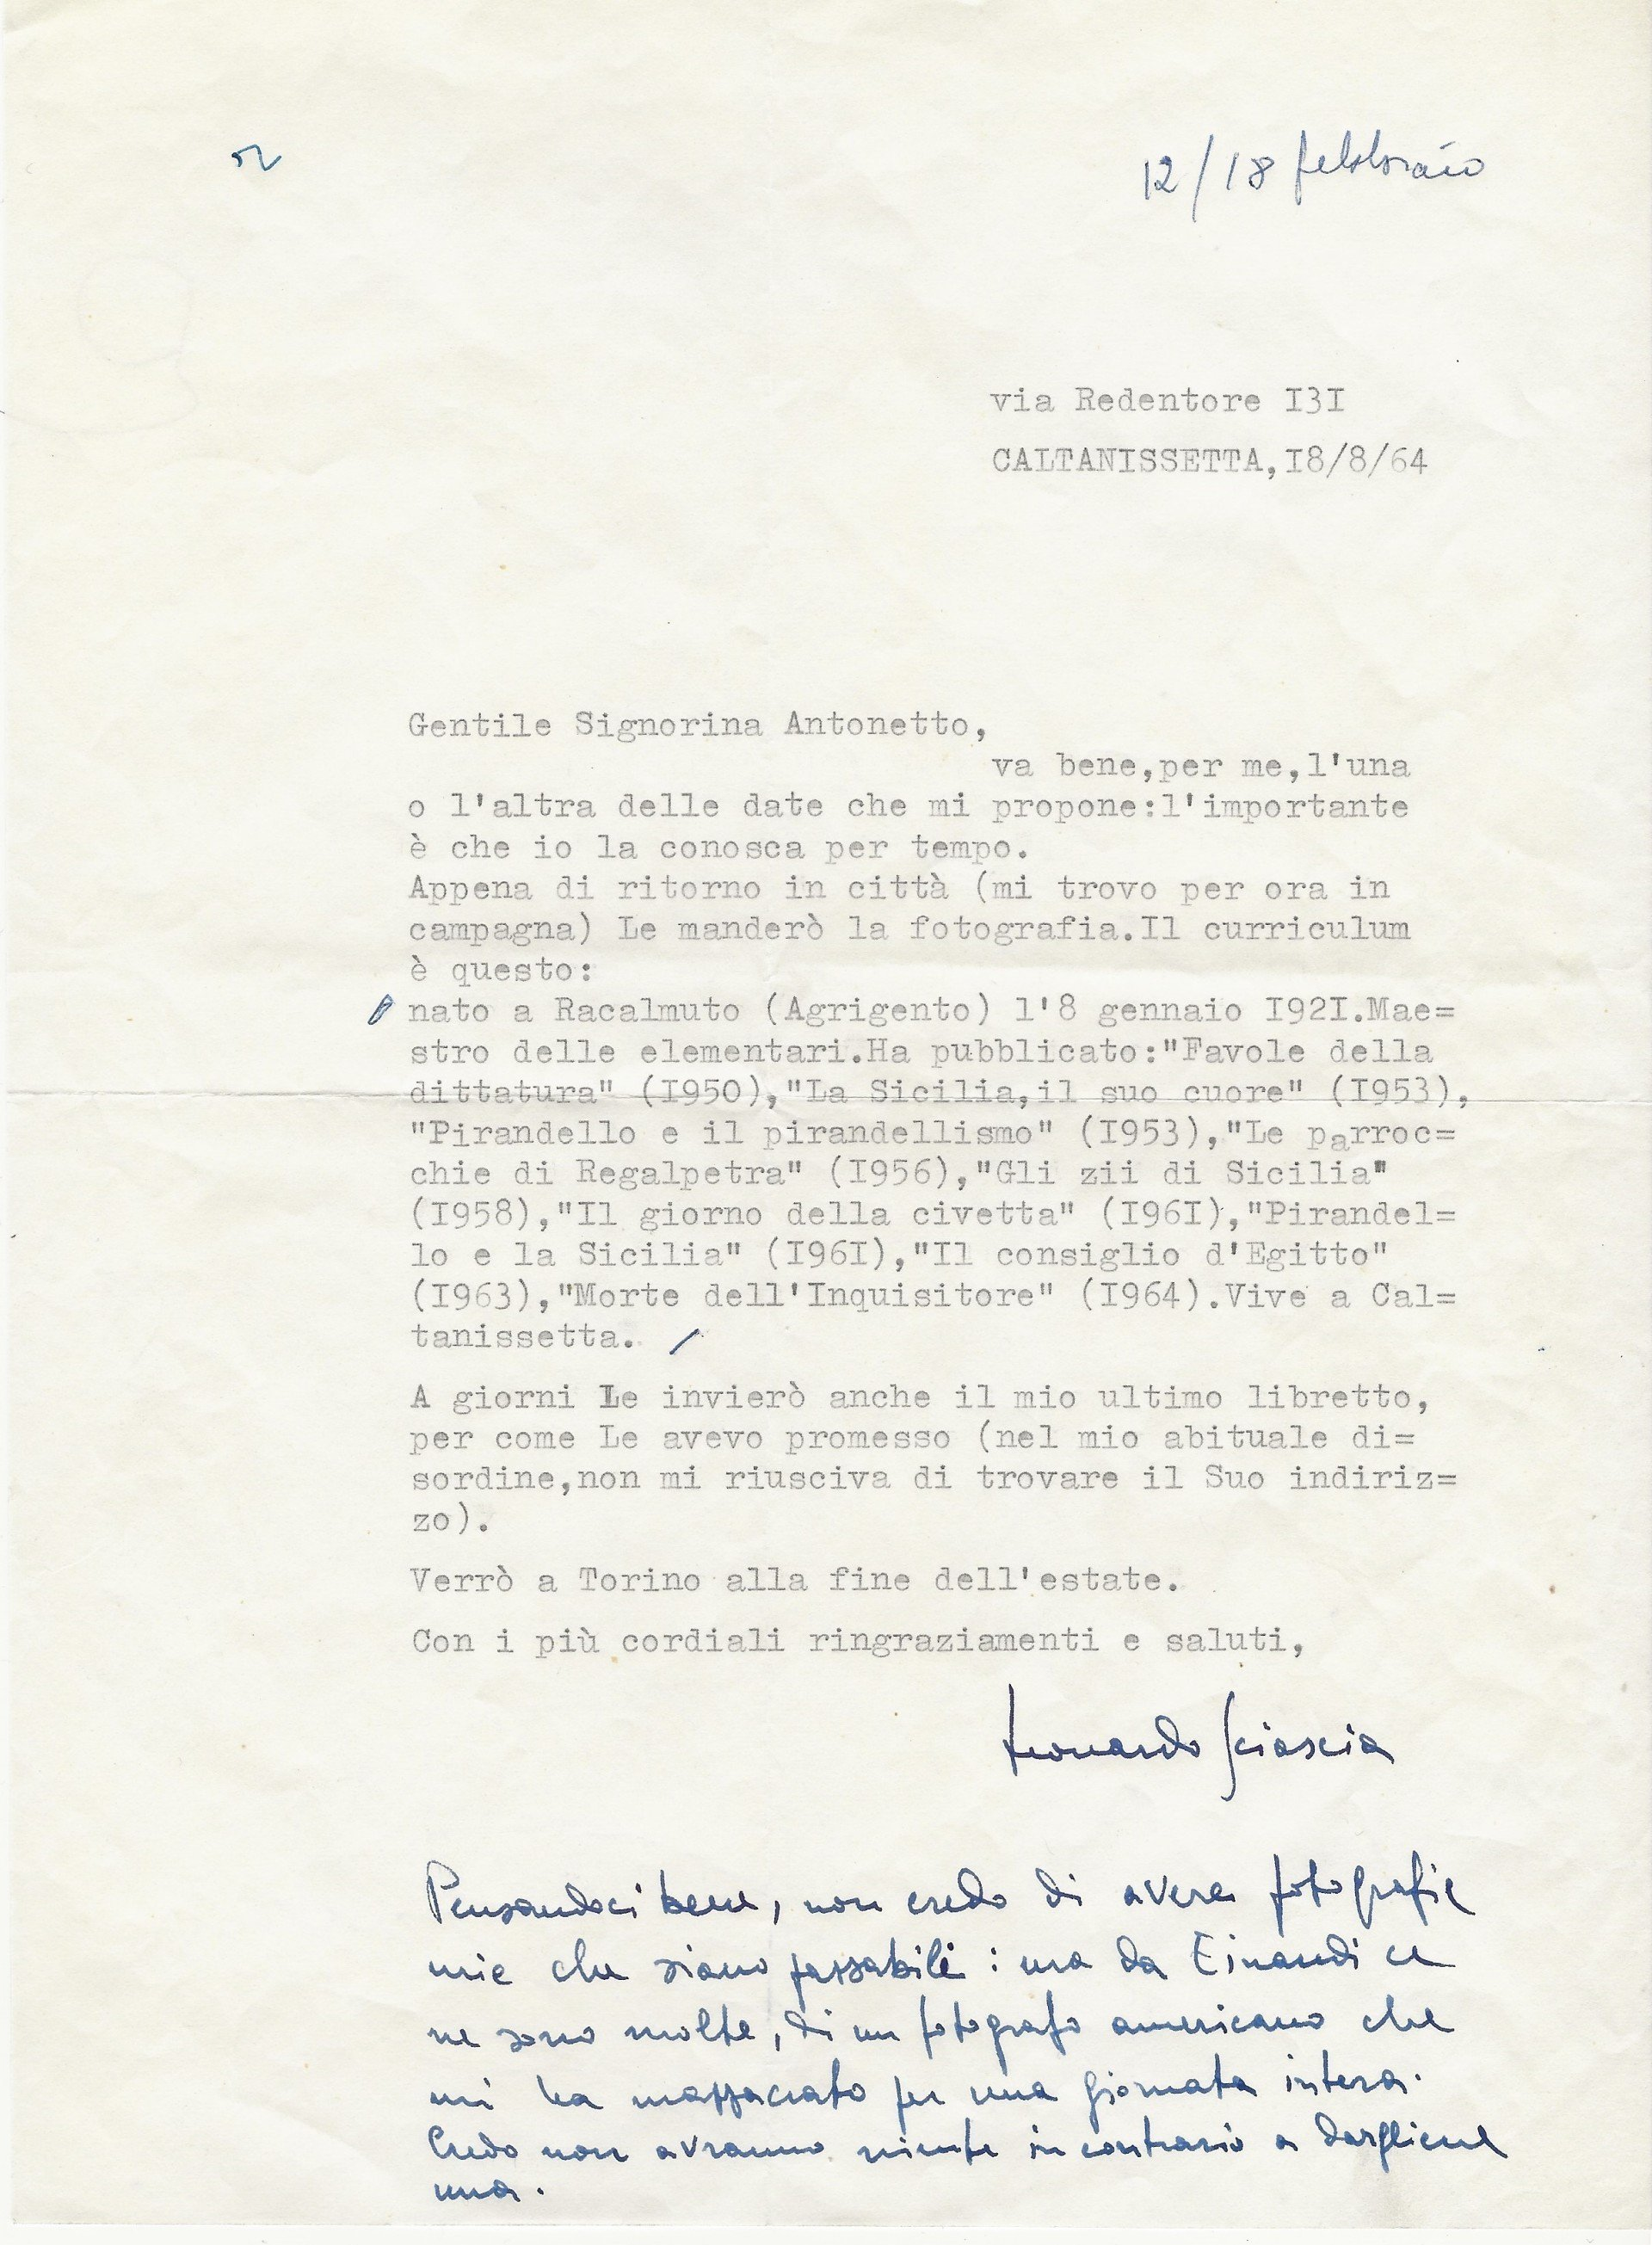 12/18 febbraio
via Redentore I3I
CALTANISSETTA,I8/8/64
Gentile Signorina Antonetto,
va bene,per me,l'una
o l'altra delle date che mi propone:l'importante
è che io la conosca per tempo.
Appena di ritorno in città (mi trovo per ora in
campagna) Le manderò la fotografia.Il curriculum
è questo:
nato a Racalmuto (Agrigento) l'8 gennaio I92I.Mae=
stro delle elementari.Ha pubblicato:"Favole della
dittatura" (I950),"La Sicilia,il suo cuore" (I953),
"Pirandello e il pirandellismo" (I953),"Le parroc=
chie di Regalpetra" (I956),"Gli zii di Sicilia"
(I958),"Il giorno della civetta" (I96I),"Pirandel=
lo e la Sicilia" (I96I),"Il consiglio d'Egitto"
(I963),"Morte dell'Inquisitore" (I964).Vive a Cal=
tanissetta.
A giorni Le invierò anche il mio ultimo libretto,
per come Le avevo promesso (nel mio abituale di=
sordine,non mi riusciva di trovare il Suo indiriz=
zo).
Verrò a Torino alla fine dell'estate.
Con i più cordiali ringraziamenti e saluti,
Leonardo Sciascia
Pensandoci bene, non credo di avere fotografie
mie che siano passabili: ma da Einaudi ce
ne sono molte, di un fotografo americano che
mi ha massacrato per una giornata intera.
Credo non avranno niente in contrario a dargliene
una.